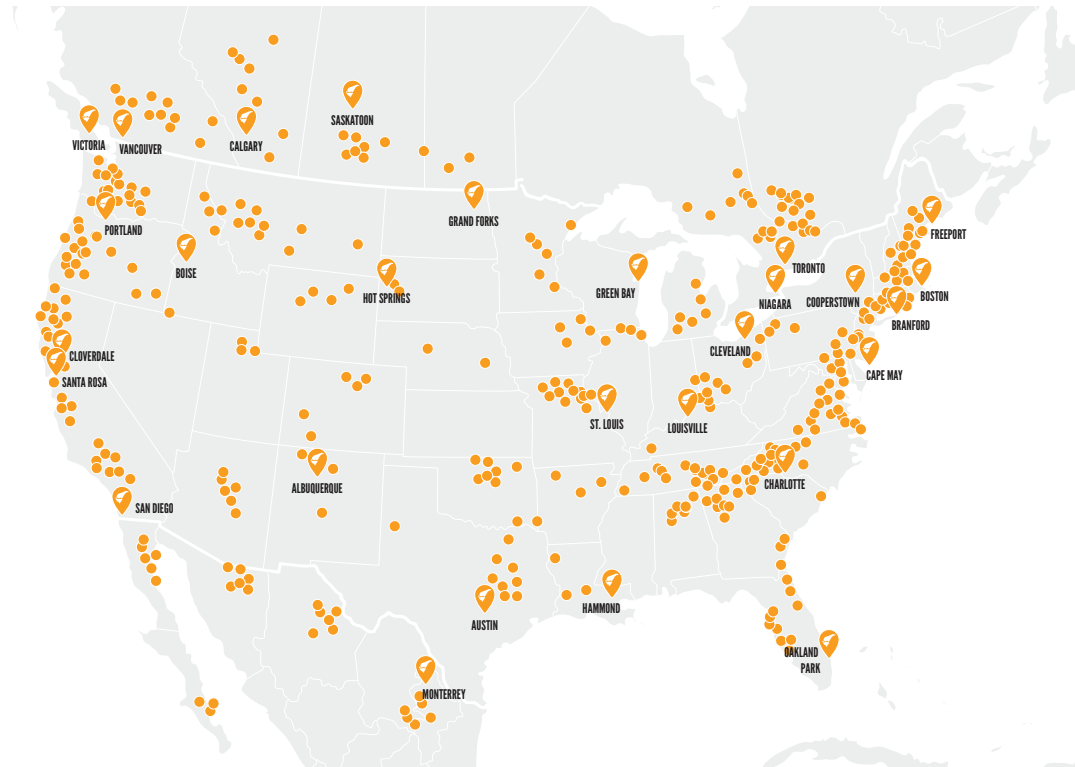 SASKATOON
VICTORIA
VANCOUVER
CALGARY
GRAND FORKS
PORTLAND
FREEPORT
BOISE
TORONTO
GREEN BAY
HOT SPRINGS
NIAGARA
COOPERSTOWN
BOSTON
BRANFORD
CLEVELAND
CLOVERDALE
CAPE MAY
SANTA ROSA
ST. LOUIS
LOUISVILLE
ALBUQUERQUE
CHARLOTTE
SAN DIEGO
HAMMOND
AUSTIN
OAKLAND
PARK
MONTERREY